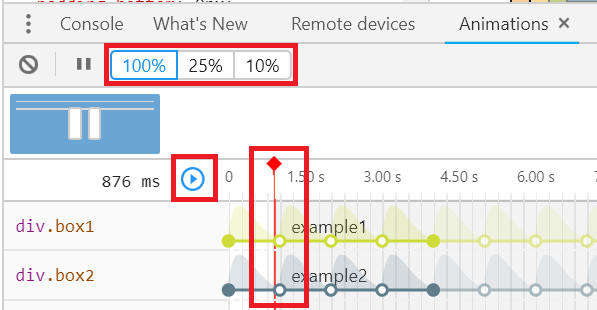 Console What's New Remote devices Animations ×
100% 25% 10%
876 ms 0 1.50 s 3.00 s 4.50 s 6.00 s
div.box1 example1
div.box2 example2